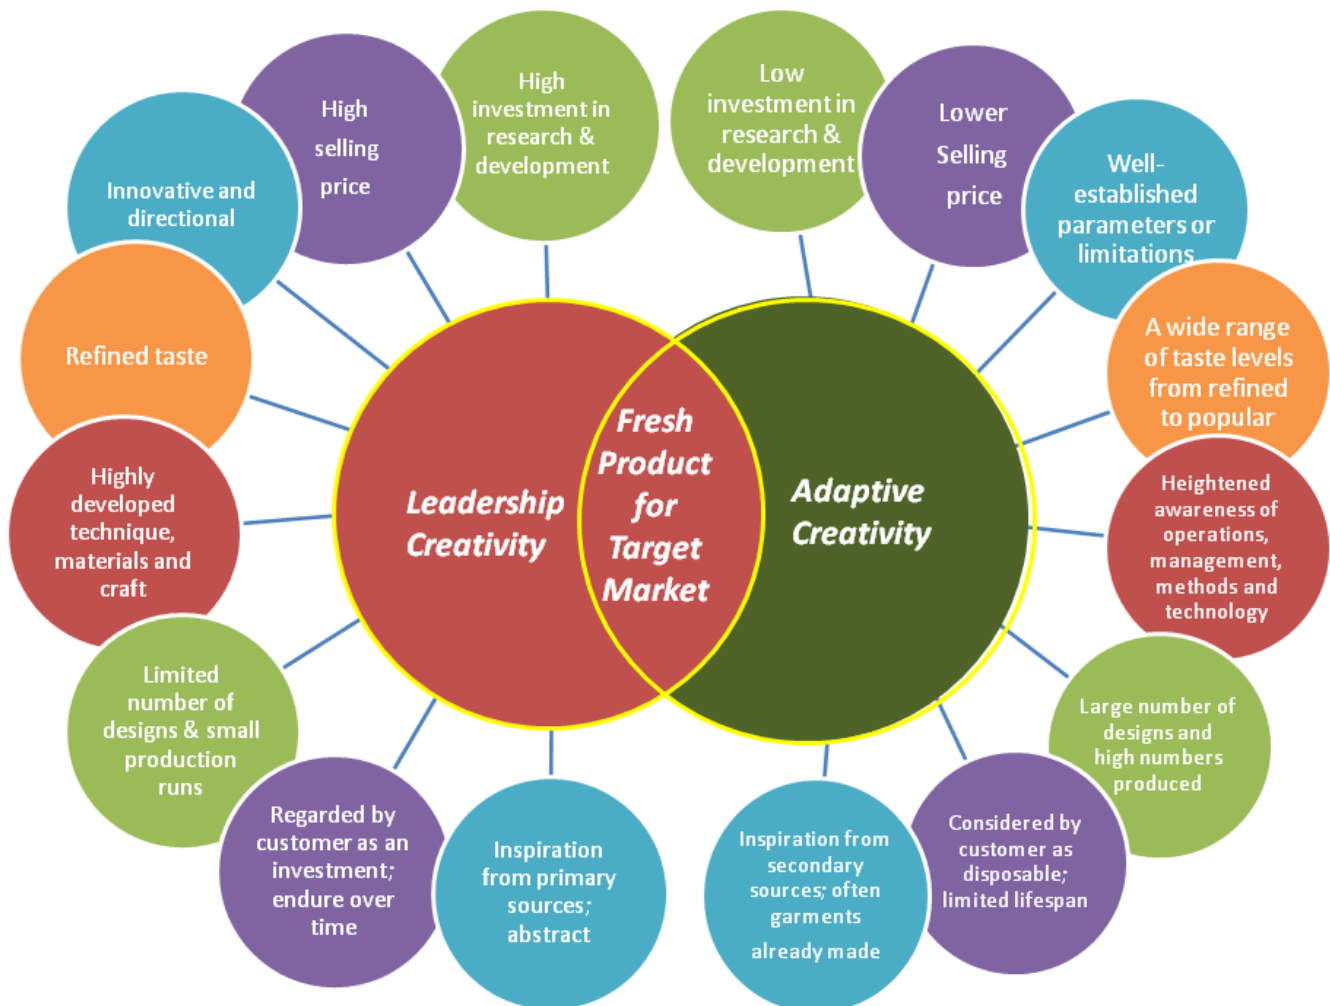 High
investment in
research &
development
High
selling
price
Innovative and
directional
Refined taste
Highly
developed
technique,
materials and
craft
Limited
number of
designs & small
production
runs
Regarded by
customer as an
investment;
endure over
time
Inspiration
from primary
sources;
abstract
Leadership
Creativity
Fresh
Product
for
Target
Market
Adaptive
Creativity
Low
investment in
research &
development
Lower
Selling
price
Well-
established
parameters or
limitations
A wide range
of taste levels
from refined
to popular
Heightened
awareness of
operations,
management,
methods and
technology
Large number of
designs and
high numbers
produced
Considered by
customer as
disposable;
limited lifespan
Inspiration from
secondary
sources; often
garments
already made